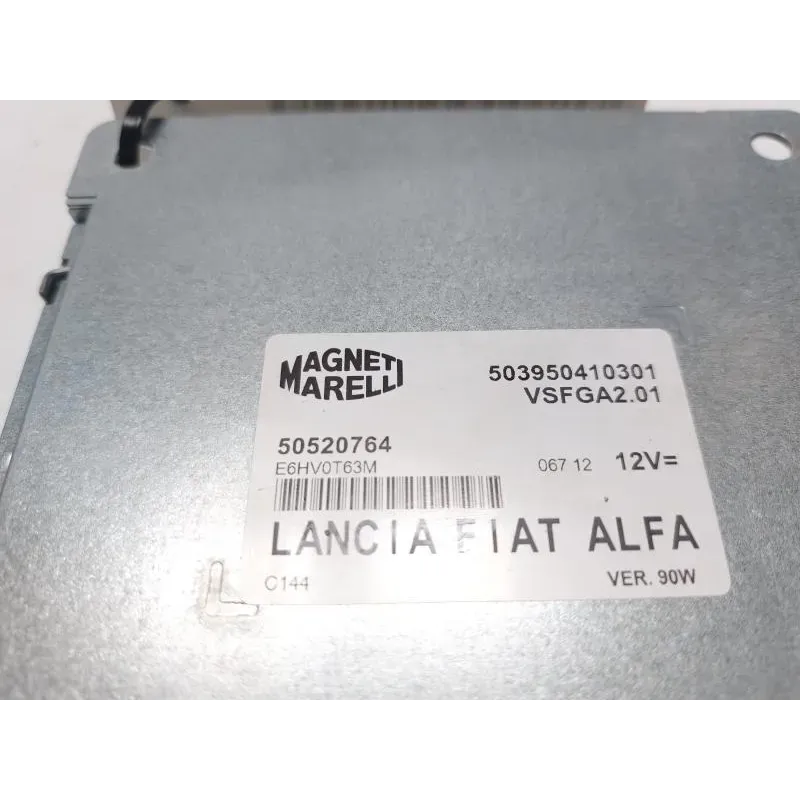 MAGNETI
MARELLI
503950410301
VSFGA2.01
50520764
E6HV0T63M
067 12 12V=
LANCIA FIAT ALFA
C144 VER. 90W